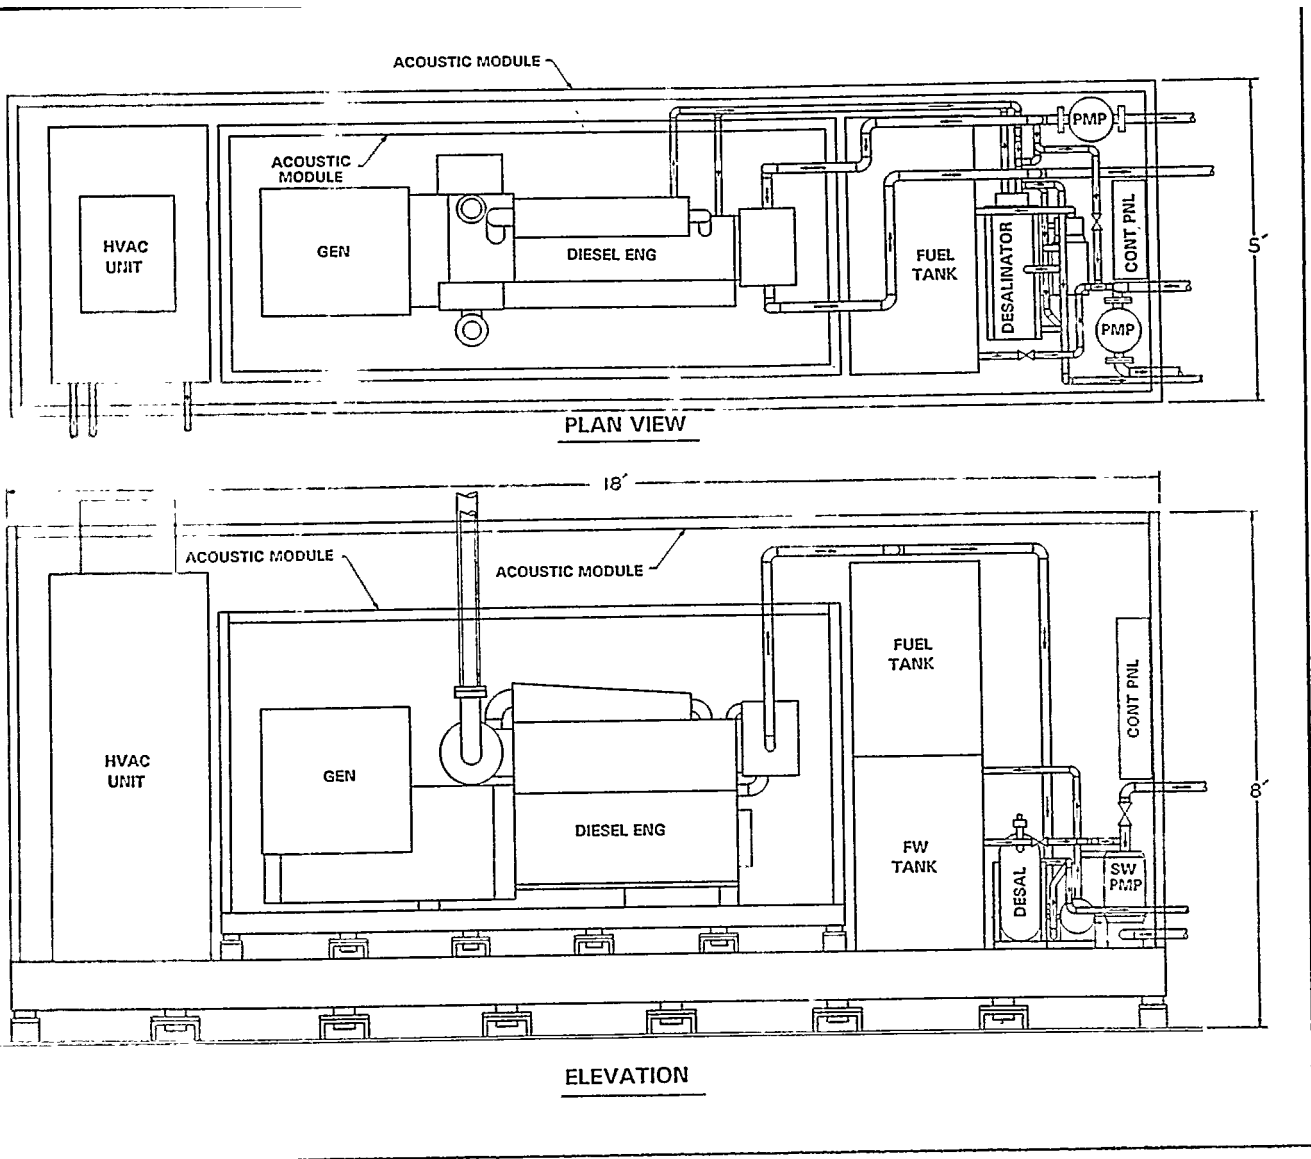 ACOUSTIC MODULE
PMP
ACOUSTIC
MODULE
HVAC
UNIT
GEN
DIESEL ENG
FUEL
TANK
DESALINATOR
CONT PNL
5′
PMP
PLAN VIEW
18′
ACOUSTIC MODULE
ACOUSTIC MODULE
FUEL
TANK
CONT PNL
HVAC
UNIT
GEN
8′
DIESEL ENG
FW
TANK
DESAL
SW
PMP
ELEVATION